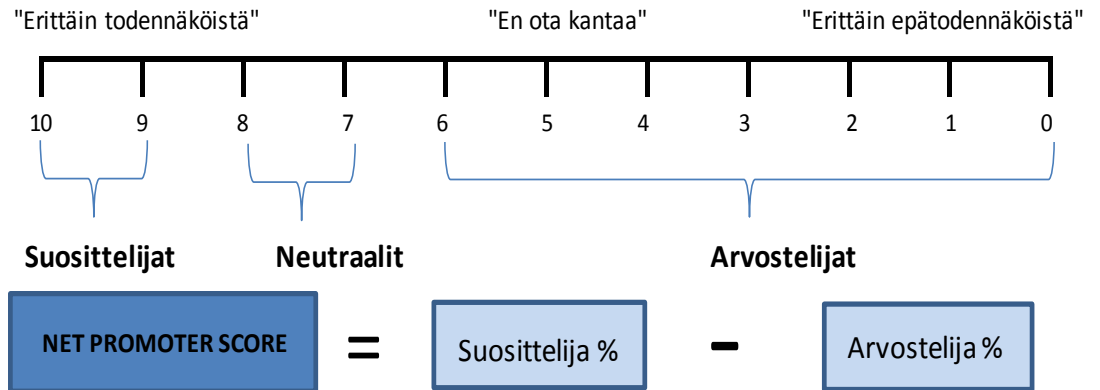 "Erittäin todennäköistä" "En ota kantaa" "Erittäin epätodennäköistä"
10 9 8 7 6 5 4 3 2 1 0
Suosittelijat Neutraalit Arvostelijat
NET PROMOTER SCORE = Suosittelija % - Arvostelija %